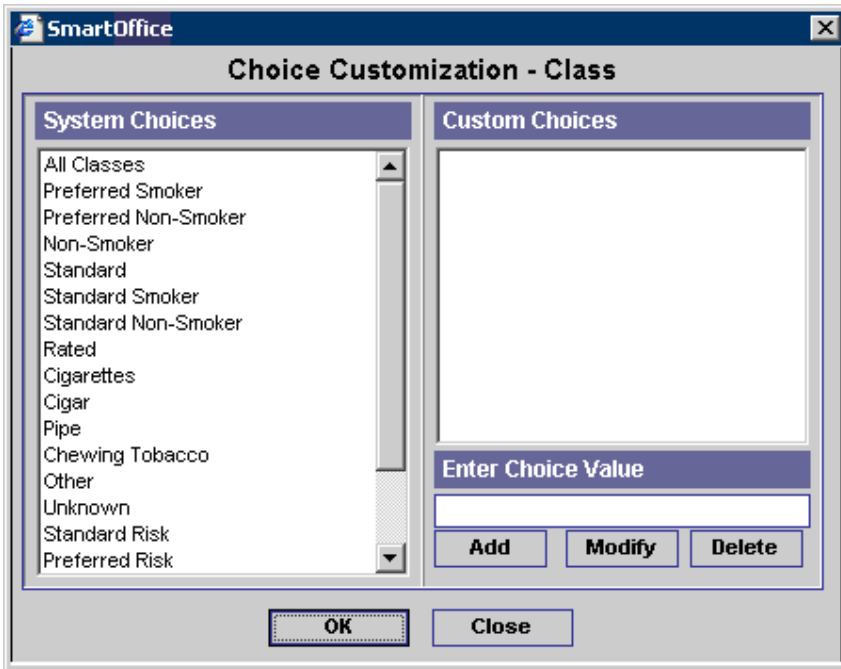 SmartOffice
Choice Customization - Class
System Choices
All Classes
Preferred Smoker
Preferred Non-Smoker
Non-Smoker
Standard
Standard Smoker
Standard Non-Smoker
Rated
Cigarettes
Cigar
Pipe
Chewing Tobacco
Other
Unknown
Standard Risk
Preferred Risk
Custom Choices
Enter Choice Value
Add Modify Delete
OK Close